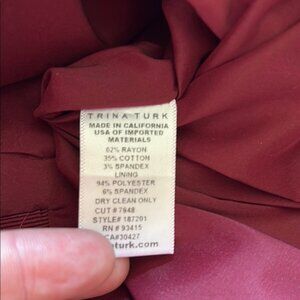 TRINA TURK
MADE IN CALIFORNIA
USA OF IMPORTED
MATERIALS
62% RAYON
35% COTTON
3% SPANDEX
LINING
94% POLYESTER
6% SPANDEX
DRY CLEAN ONLY
CUT # 7948
STYLE# 187201
RN # 93415
CA#30427
turk.com